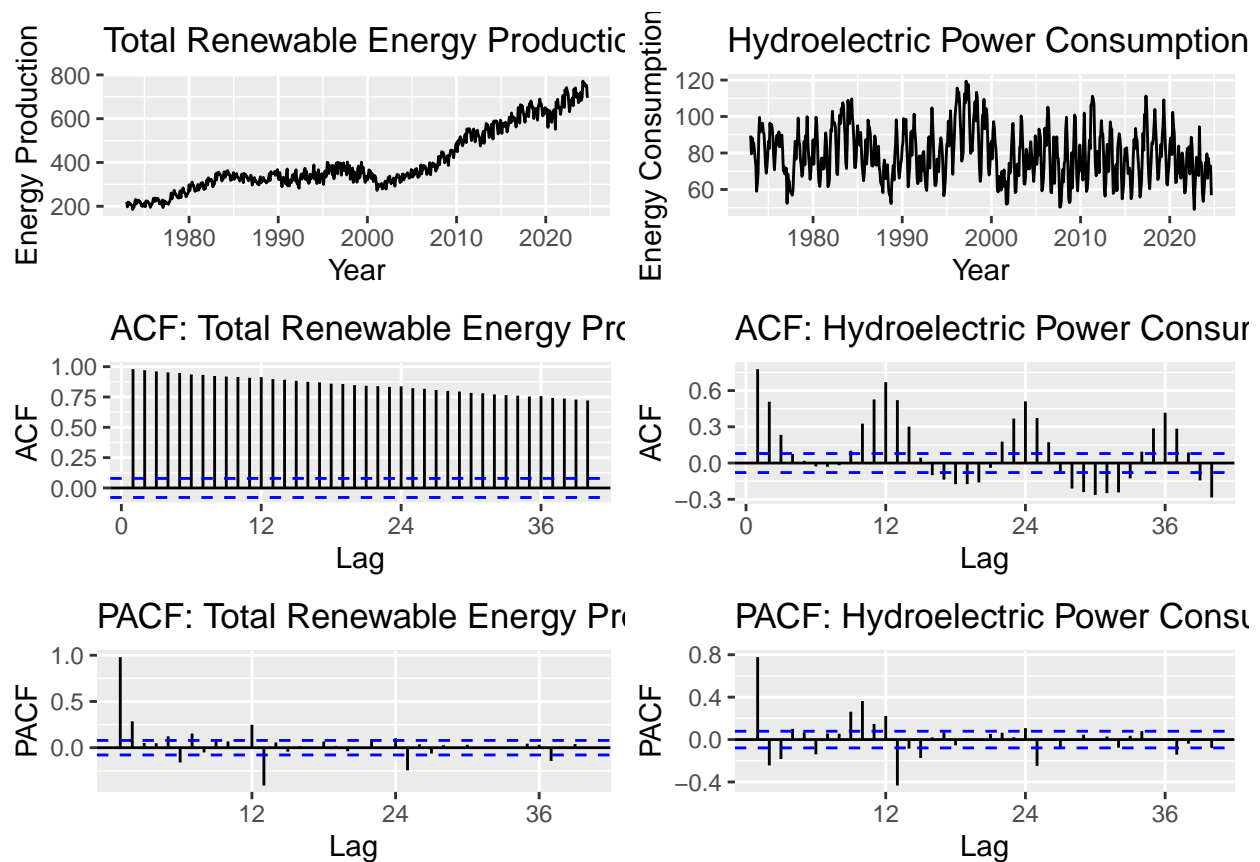 Total Renewable Energy Productio
Energy Production
800
600
400
200
1980
1990
2000
2010
2020
Year
Hydroelectric Power Consumption
Energy Consumption
120
100
80
60
1980
1990
2000
2010
2020
Year
ACF: Total Renewable Energy Pro
ACF
1.00
0.75
0.50
0.25
0.00
0
12
24
36
Lag
ACF: Hydroelectric Power Consum
ACF
0.6
0.3
0.0
−0.3
0
12
24
36
Lag
PACF: Total Renewable Energy Pro
PACF
1.0
0.5
0.0
12
24
36
Lag
PACF: Hydroelectric Power Consu
PACF
0.8
0.4
0.0
−0.4
12
24
36
Lag